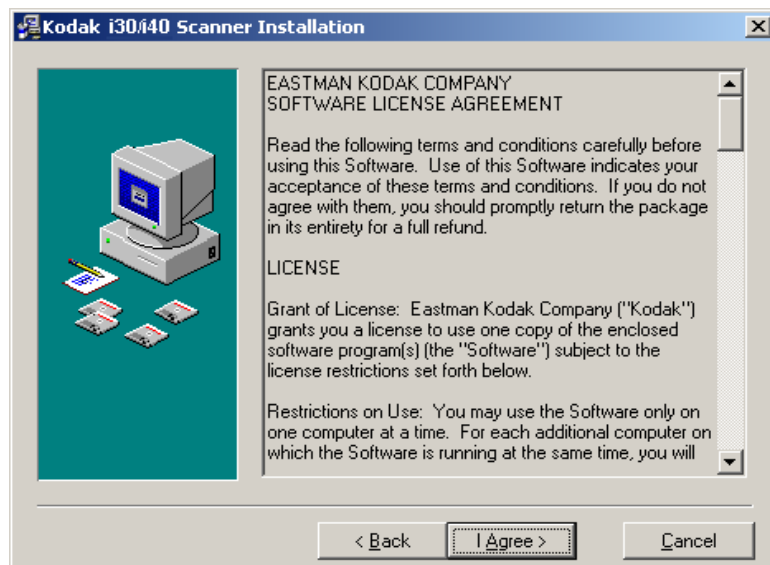 Kodak i30/i40 Scanner Installation
EASTMAN KODAK COMPANY
SOFTWARE LICENSE AGREEMENT
Read the following terms and conditions carefully before
using this Software.  Use of this Software indicates your
acceptance of these terms and conditions.  If you do not
agree with them, you should promptly return the package
in its entirety for a full refund.
LICENSE
Grant of License:  Eastman Kodak Company ("Kodak")
grants you a license to use one copy of the enclosed
software program(s) (the "Software") subject to the
license restrictions set forth below.
Restrictions on Use:  You may use the Software only on
one computer at a time.  For each additional computer on
which the Software is running at the same time, you will
< Back
I Agree >
Cancel